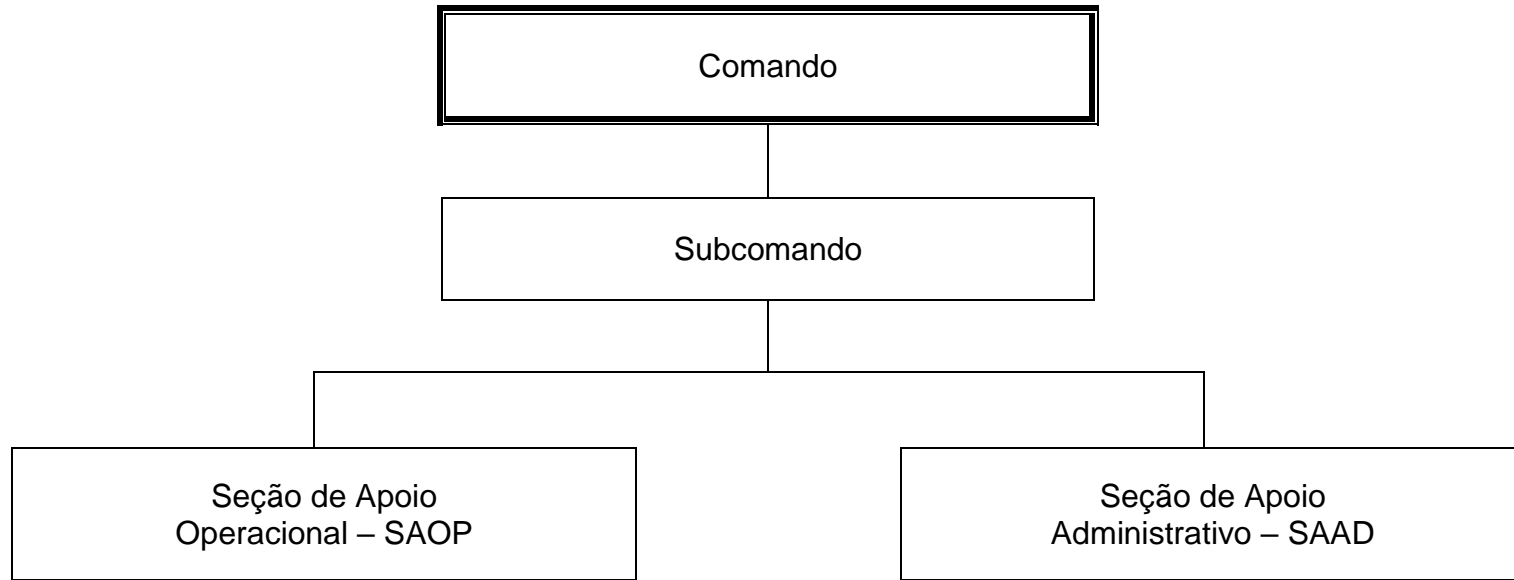 Comando
Subcomando
Seção de Apoio
Operacional – SAOP
Seção de Apoio
Administrativo – SAAD